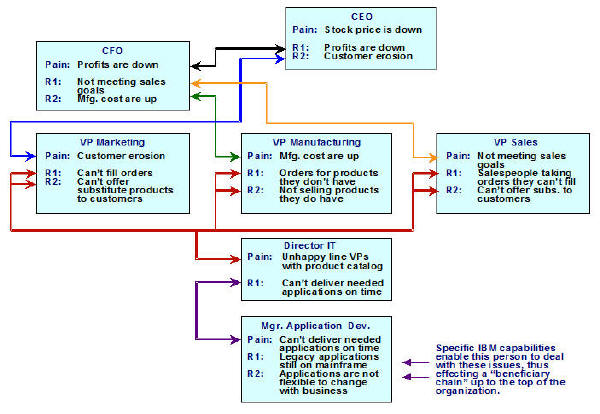 CEO
Pain: Stock price is down
R1: Profits are down
R2: Customer erosion
CFO
Pain: Profits are down
R1: Not meeting sales
goals
R2: Mfg. cost are up
VP Marketing
Pain: Customer erosion
R1: Can't fill orders
R2: Can't offer
substitute products
to customers
VP Manufacturing
Pain: Mfg. cost are up
R1: Orders for products
they don't have
R2: Not selling products
they do have
VP Sales
Pain: Not meeting sales
goals
R1: Salespeople taking
orders they can't fill
R2: Can't offer subs. to
customers
Director IT
Pain: Unhappy line VPs
with product catalog
R1: Can't deliver needed
applications on time
Mgr. Application Dev.
Pain: Can't deliver needed
applications on time
R1: Legacy applications
still on mainframe
R2: Applications are not
flexible to change
with business
Specific IBM capabilities
enable this person to deal
with these issues, thus
effecting a "beneficiary
chain" up to the top of the
organization.